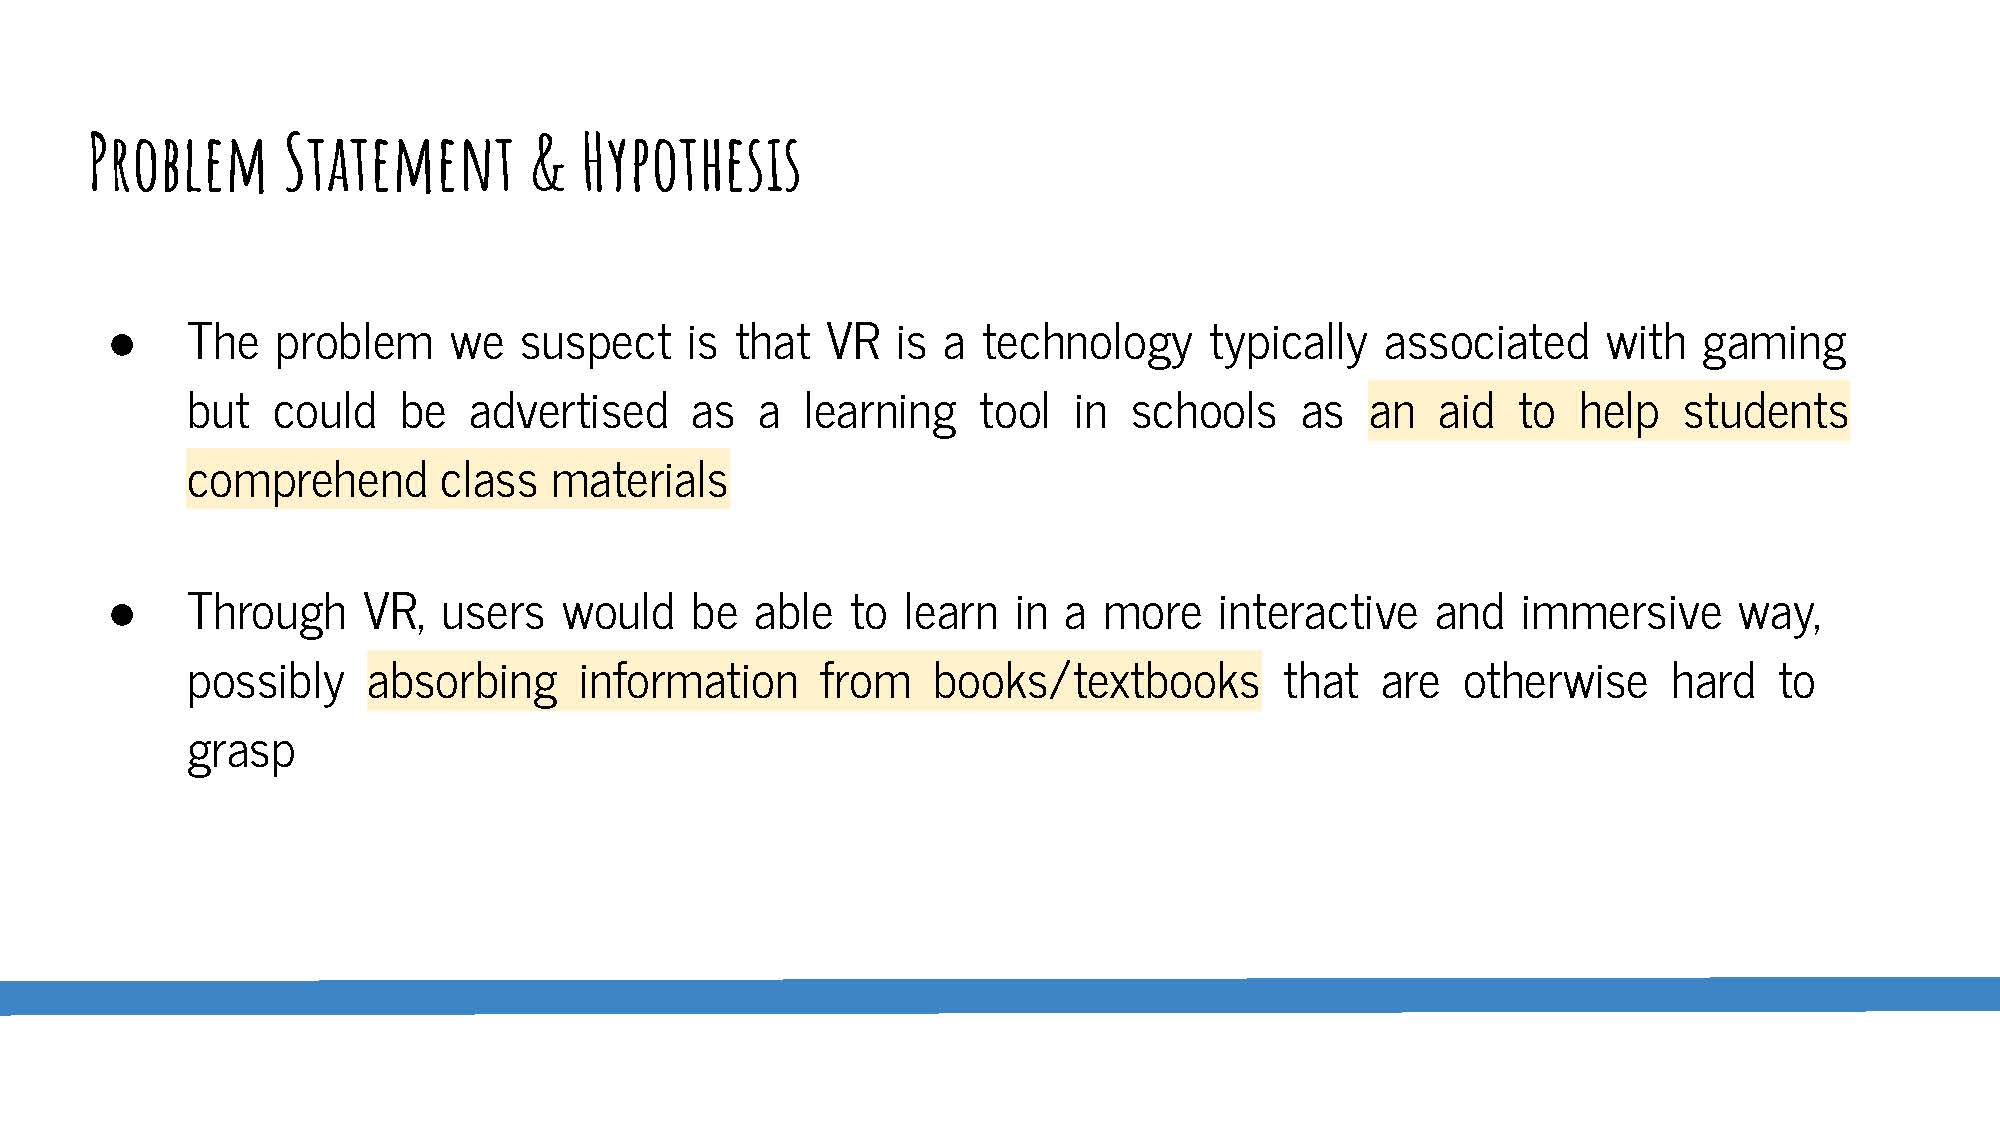 Problem Statement & Hypothesis
● The problem we suspect is that VR is a technology typically associated with gaming
but could be advertised as a learning tool in schools as an aid to help students
comprehend class materials
● Through VR, users would be able to learn in a more interactive and immersive way,
possibly absorbing information from books/textbooks that are otherwise hard to
grasp